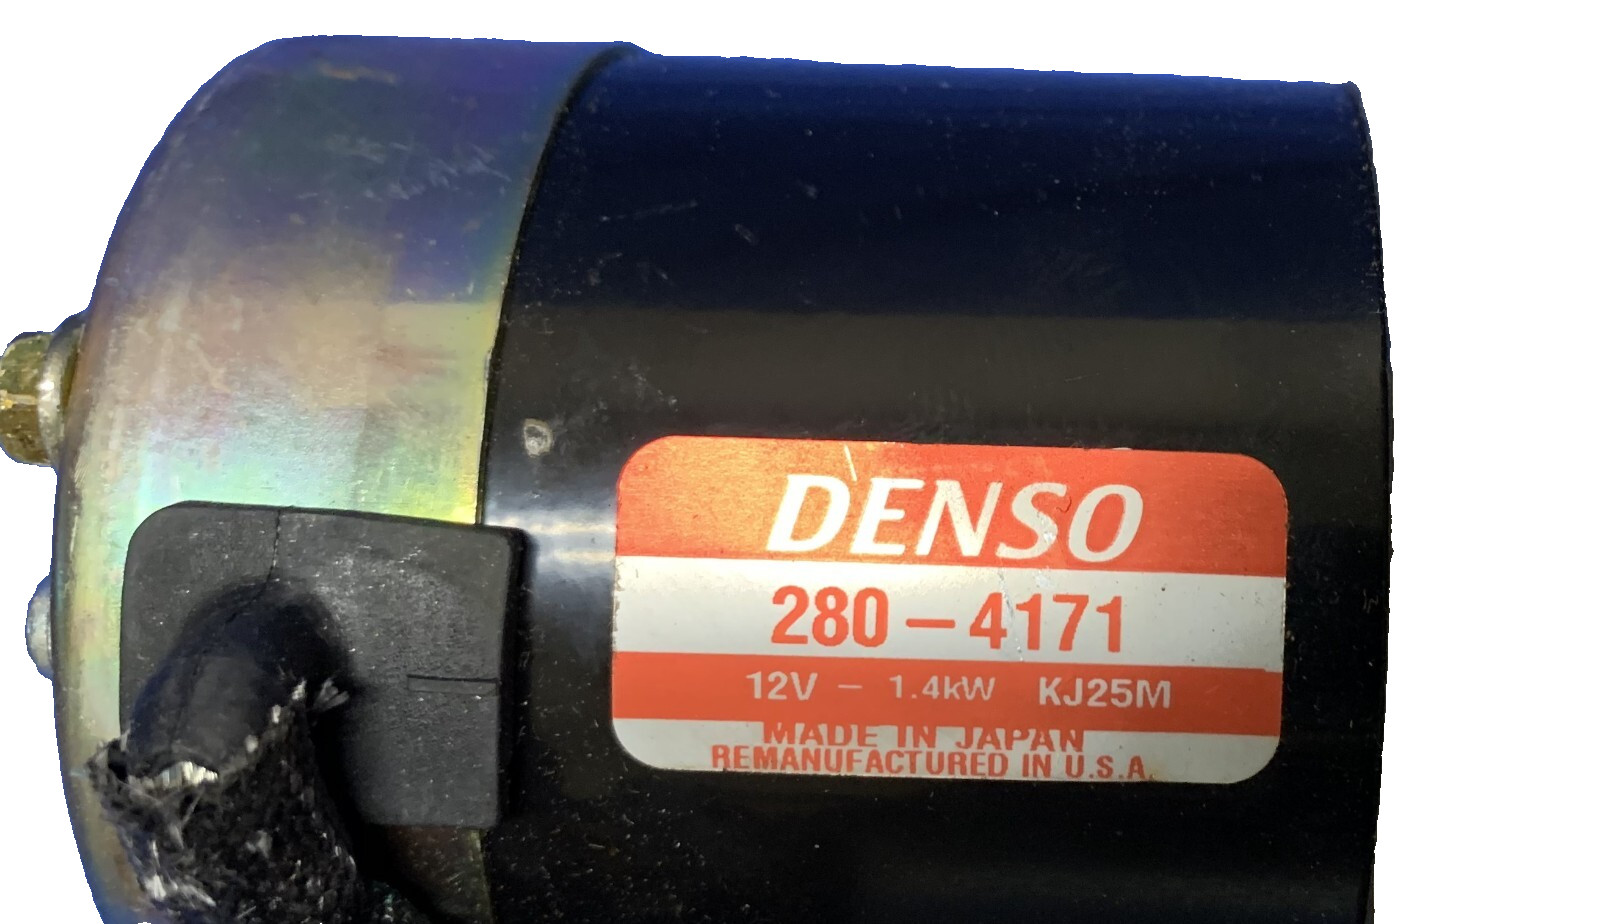 DENSO
280-4171
12V - 1.4kW KJ25M
MADE IN JAPAN
REMANUFACTURED IN U.S.A.